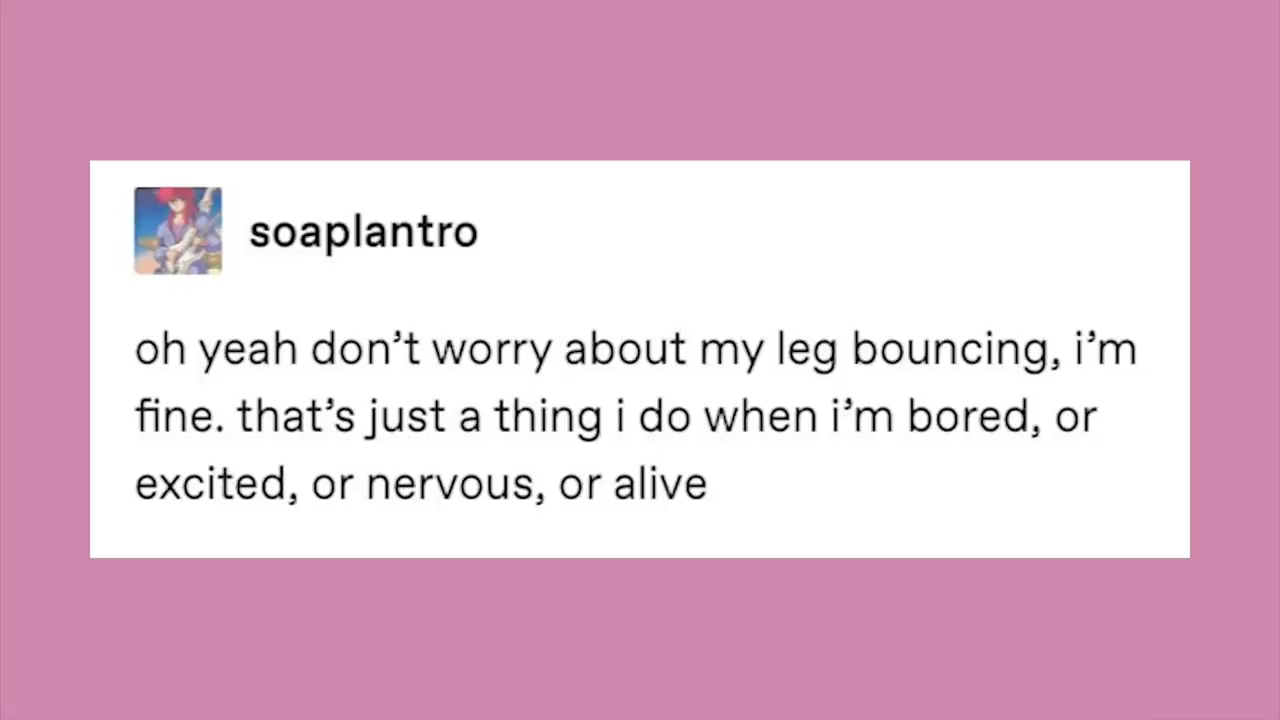 soaplantro
oh yeah don’t worry about my leg bouncing, i’m
fine. that’s just a thing i do when i’m bored, or
excited, or nervous, or alive